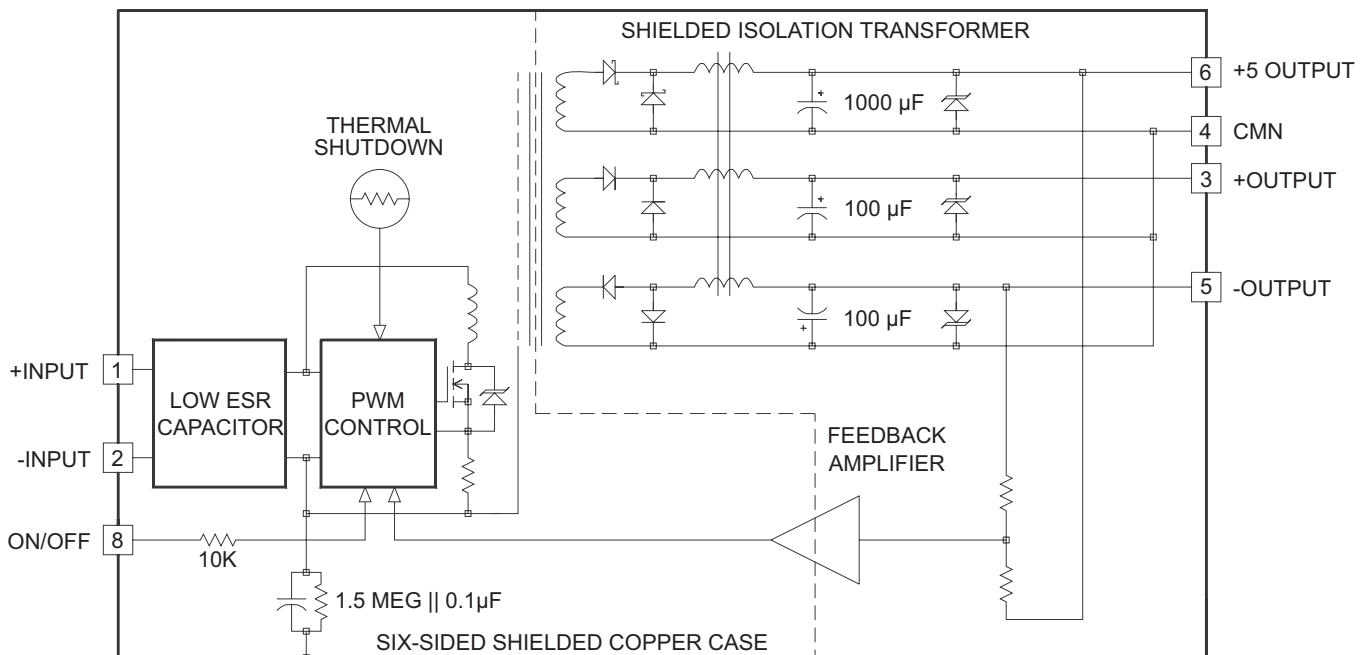 SHIELDED ISOLATION TRANSFORMER
6 +5 OUTPUT
+
1000 µF
4 CMN
THERMAL
SHUTDOWN
3 +OUTPUT
+
100 µF
5 -OUTPUT
100 µF
+
+INPUT 1
LOW ESR
CAPACITOR
PWM
CONTROL
-INPUT 2
FEEDBACK
AMPLIFIER
ON/OFF 8
10K
1.5 MEG || 0.1µF
SIX-SIDED SHIELDED COPPER CASE